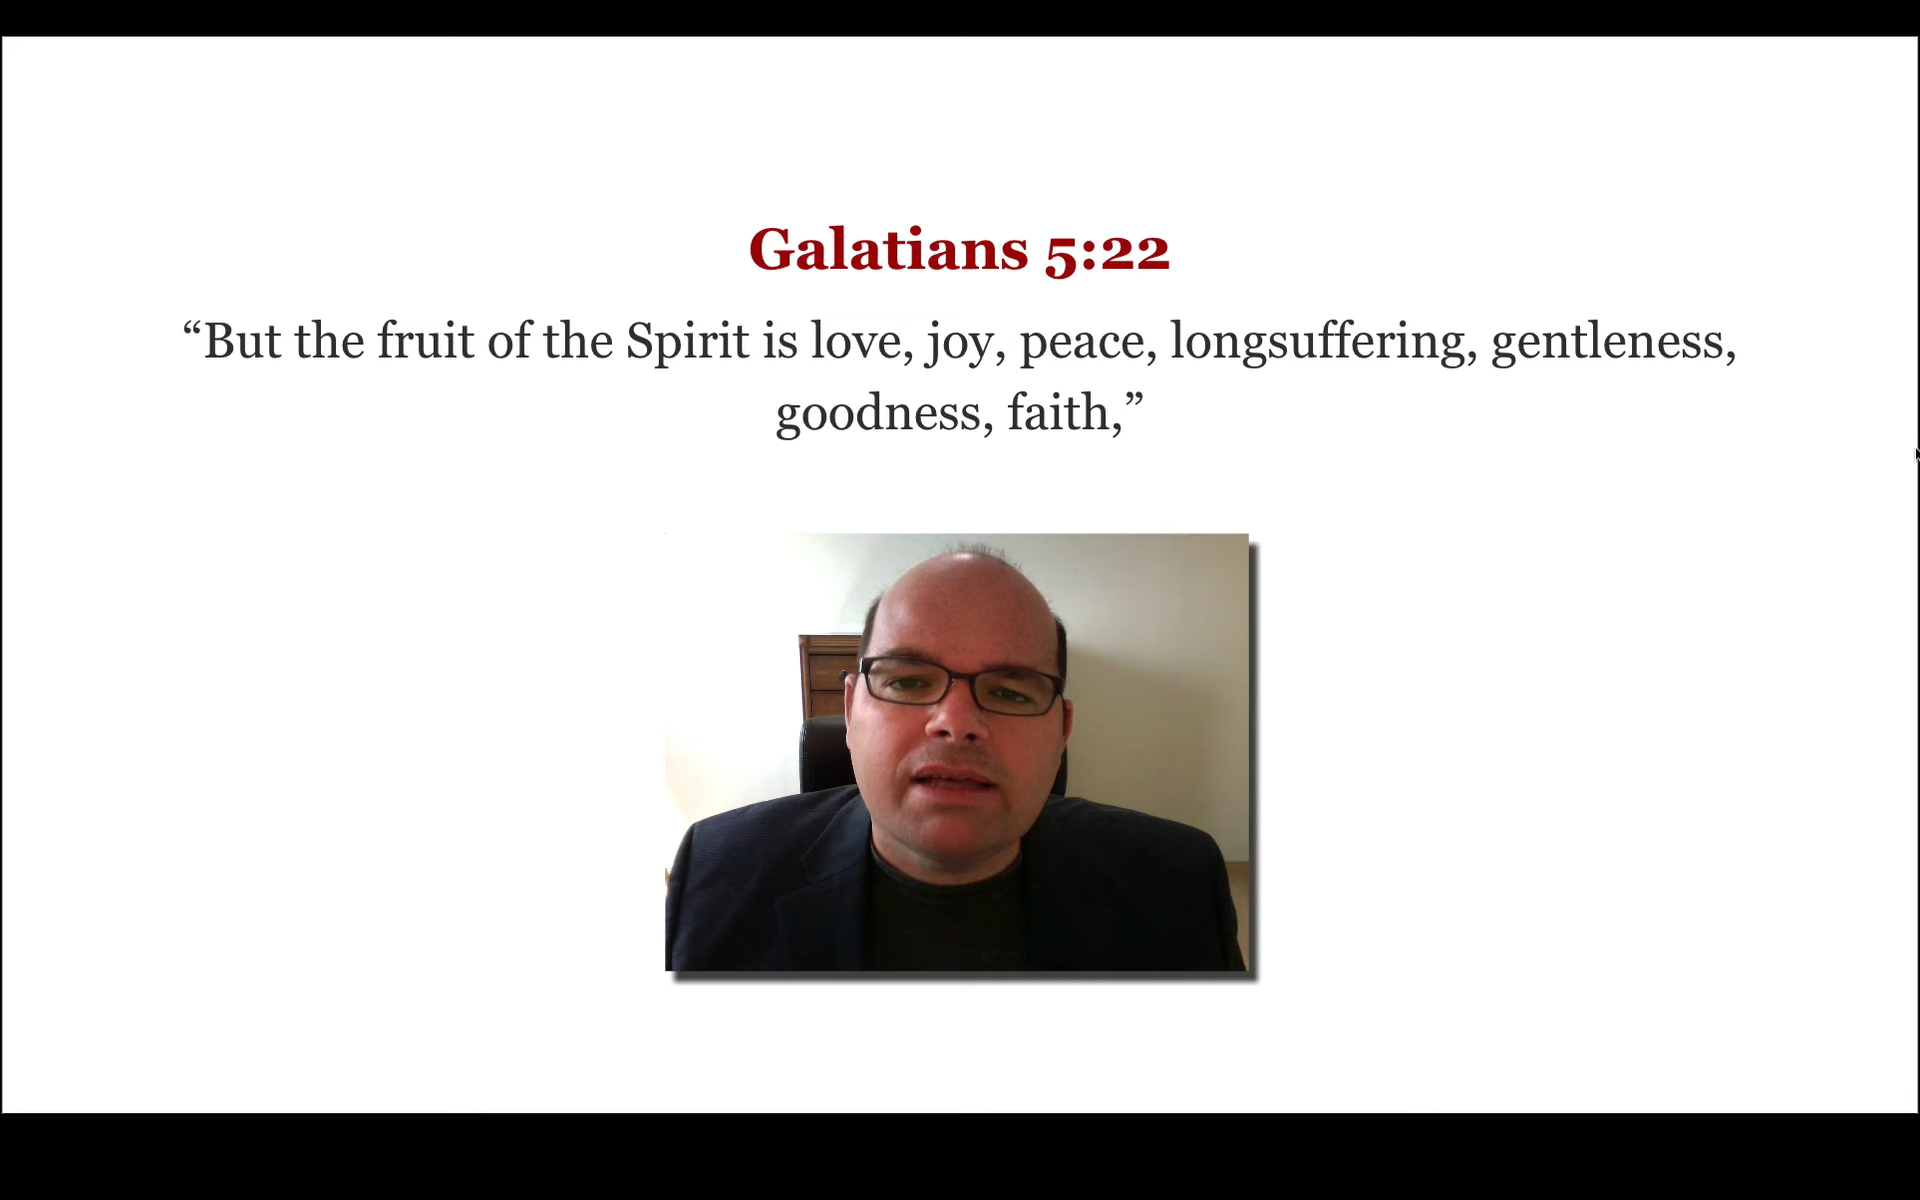 Galatians 5:22
“But the fruit of the Spirit is love, joy, peace, longsuffering, gentleness,
goodness, faith,”